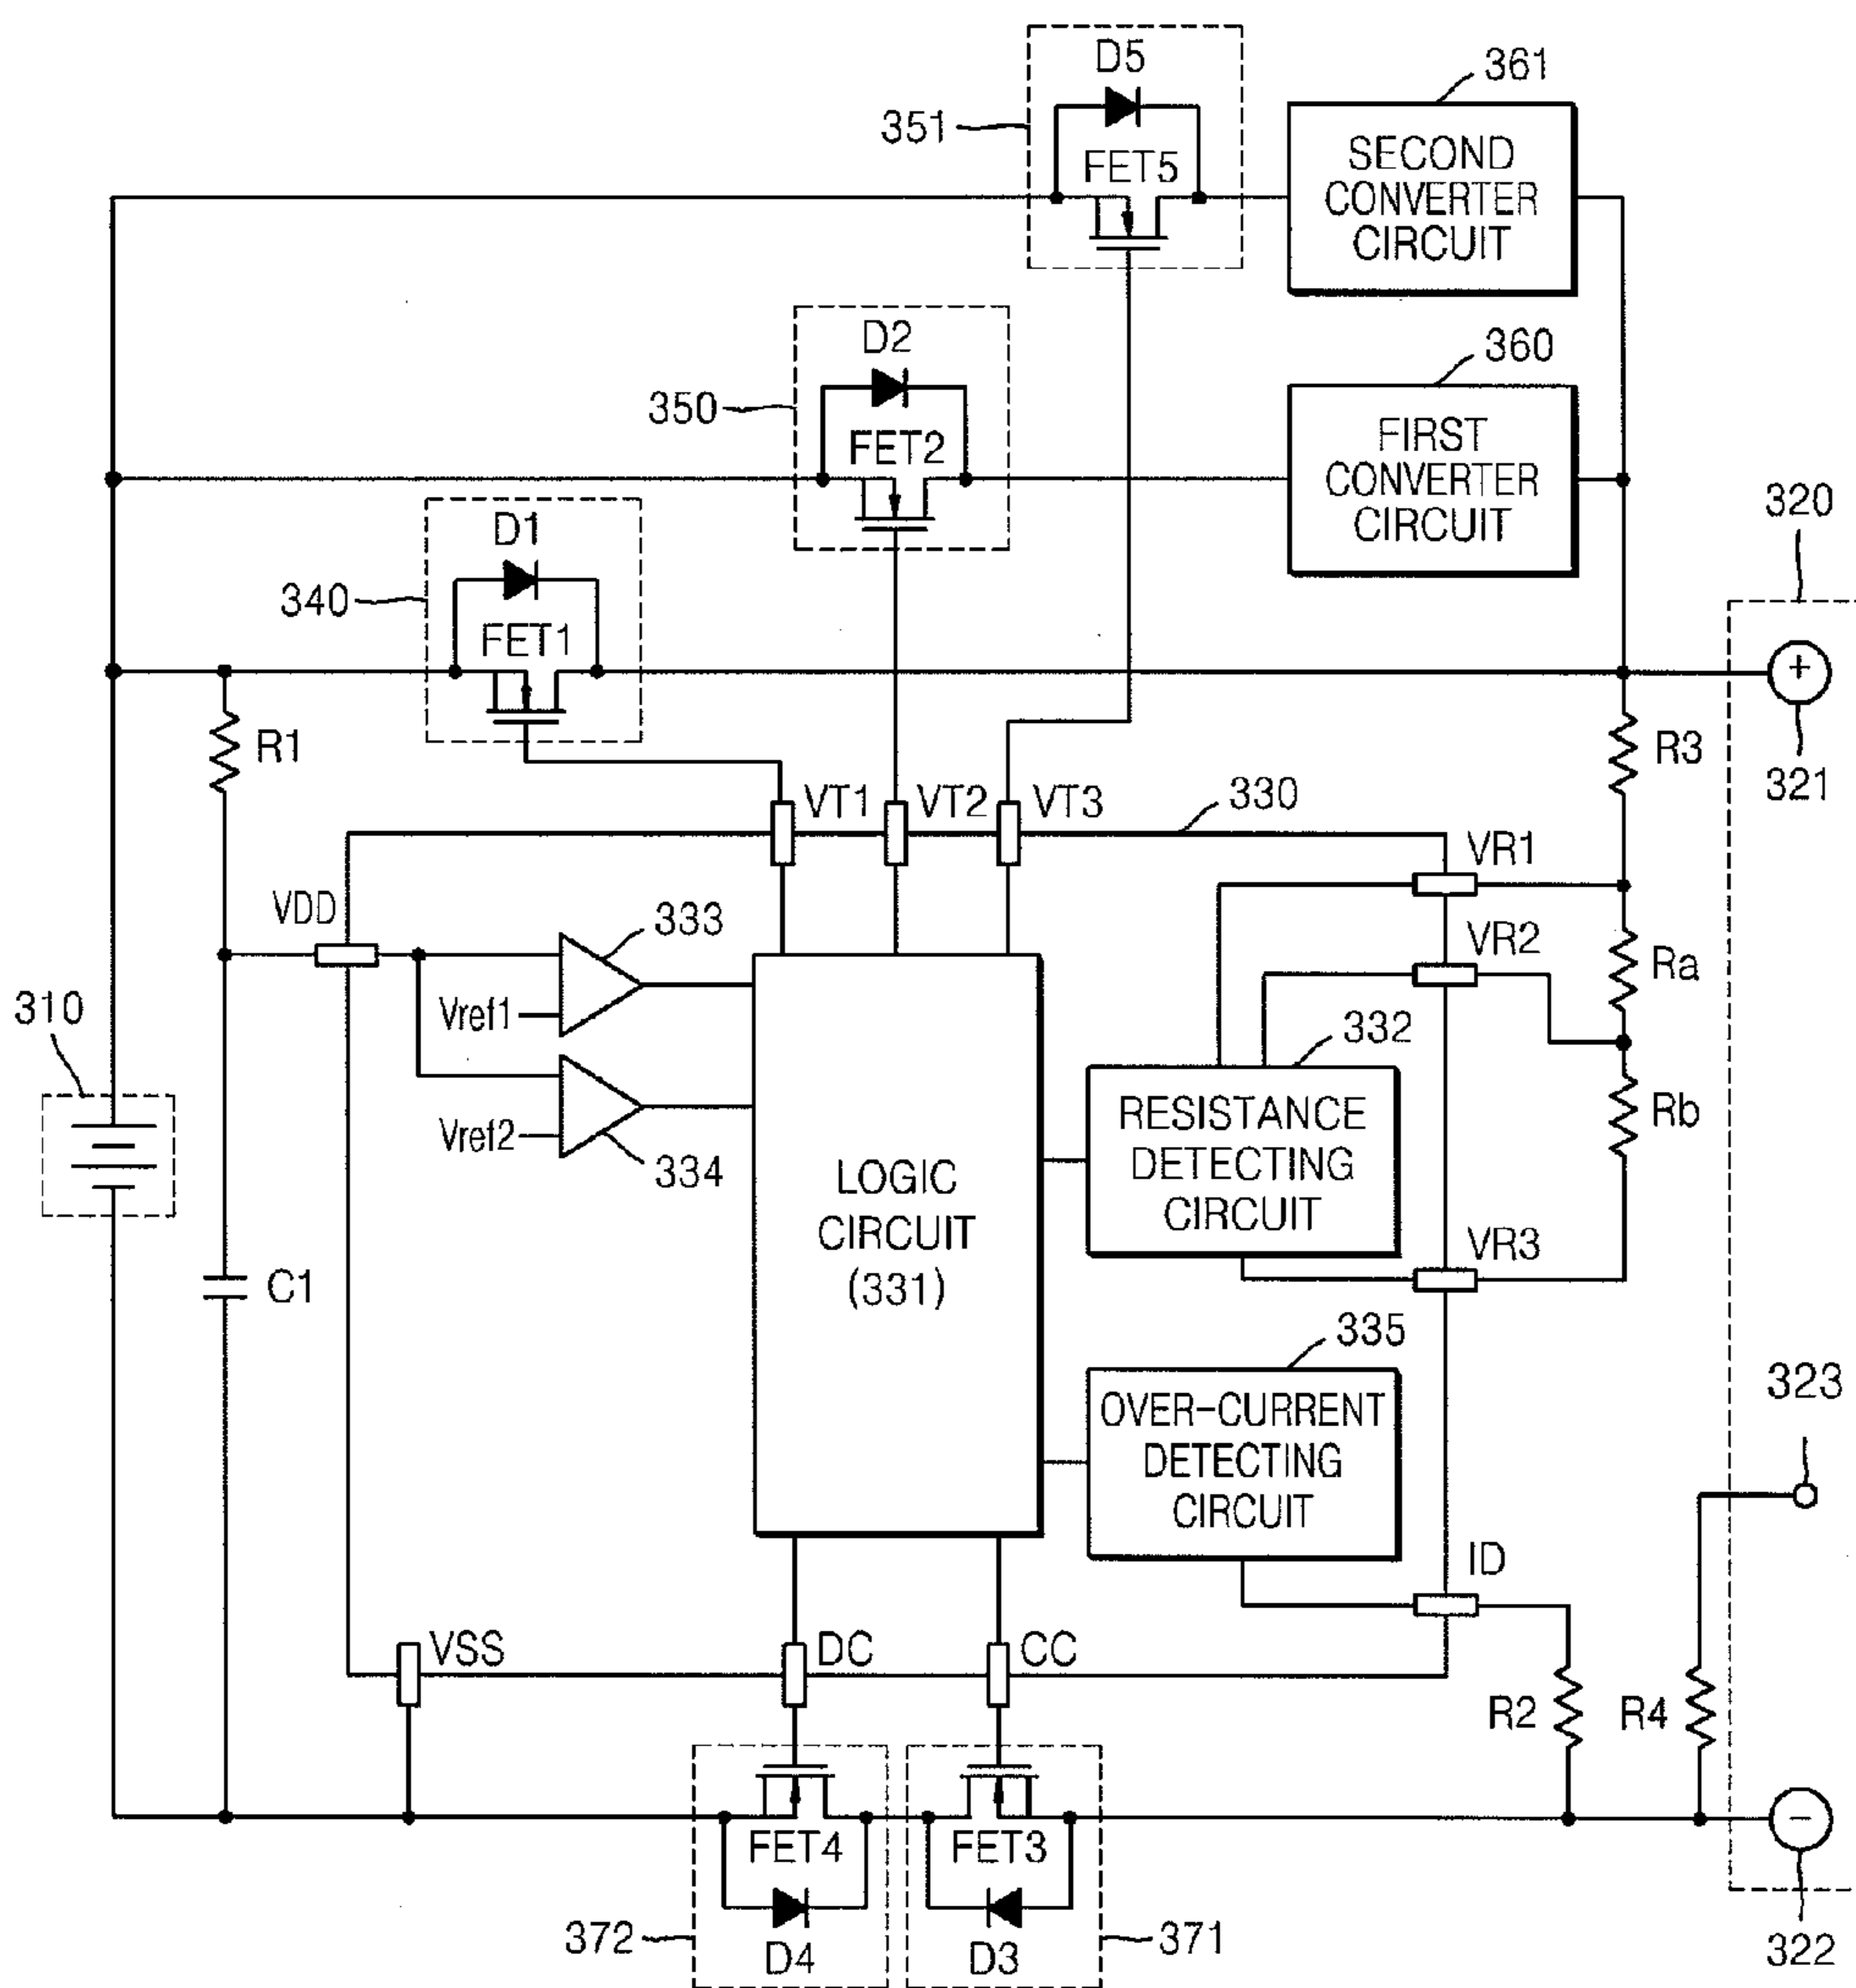 D5
361
351
FET5
SECOND
CONVERTER
CIRCUIT
D2
360
350
FET2
FIRST
CONVERTER
CIRCUIT
320
D1
340
FET1
+
R1
R3
321
VT1
VT2
VT3
330
VR1
VDD
333
VR2
Ra
310
Vref1
332
RESISTANCE
DETECTING
CIRCUIT
Rb
Vref2
334
LOGIC
CIRCUIT
(331)
VR3
C1
335
OVER-CURRENT
DETECTING
CIRCUIT
323
ID
VSS
DC
CC
R2
R4
FET4
FET3
-
372
D4
D3
371
322